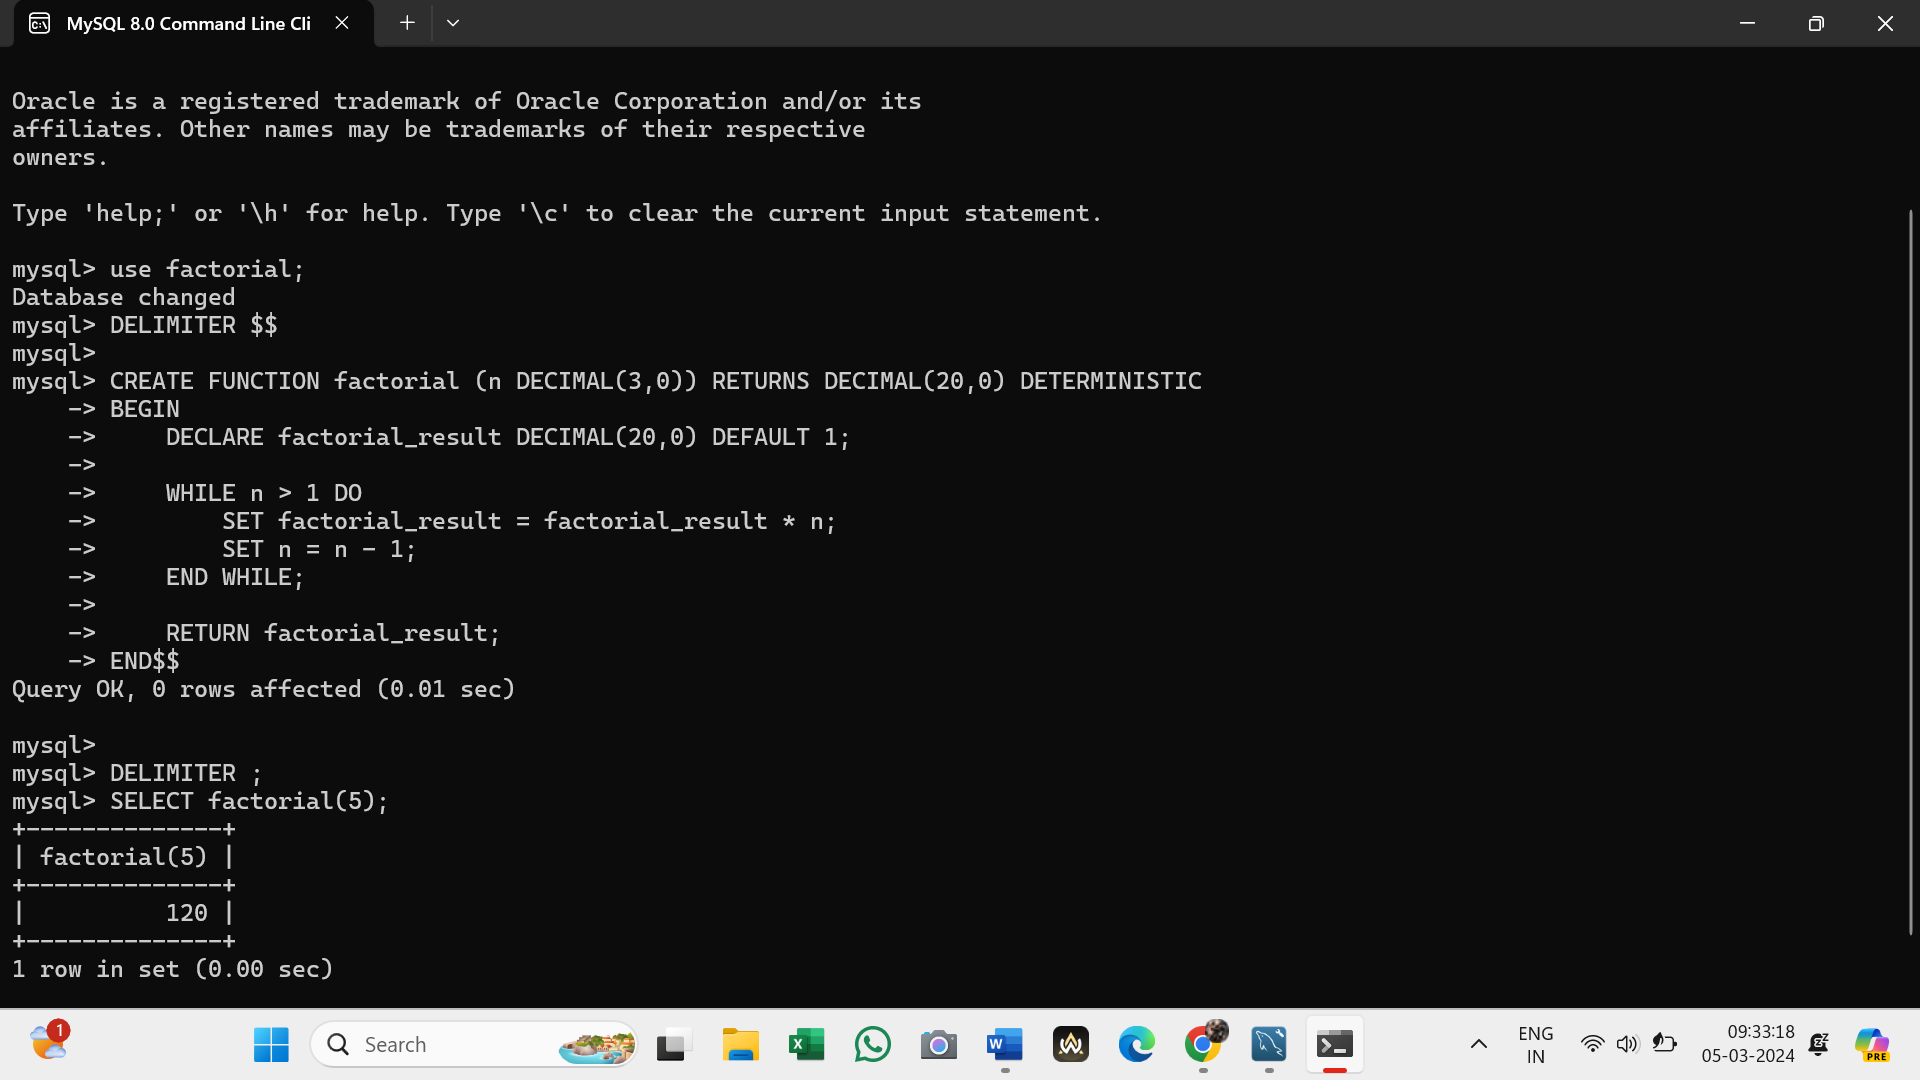 MySQL 8.0 Command Line Cli
Oracle is a registered trademark of Oracle Corporation and/or its
affiliates. Other names may be trademarks of their respective
owners.

Type 'help;' or '\h' for help. Type '\c' to clear the current input statement.

mysql> use factorial;
Database changed
mysql> DELIMITER $$
mysql>
mysql> CREATE FUNCTION factorial (n DECIMAL(3,0)) RETURNS DECIMAL(20,0) DETERMINISTIC
    -> BEGIN
    ->     DECLARE factorial_result DECIMAL(20,0) DEFAULT 1;
    ->
    ->     WHILE n > 1 DO
    ->         SET factorial_result = factorial_result * n;
    ->         SET n = n - 1;
    ->     END WHILE;
    ->
    ->     RETURN factorial_result;
    -> END$$
Query OK, 0 rows affected (0.01 sec)

mysql>
mysql> DELIMITER ;
mysql> SELECT factorial(5);
+--------------+
| factorial(5) |
+--------------+
|          120 |
+--------------+
1 row in set (0.00 sec)
1
Search
ENG
IN
09:33:18
05-03-2024
PRE